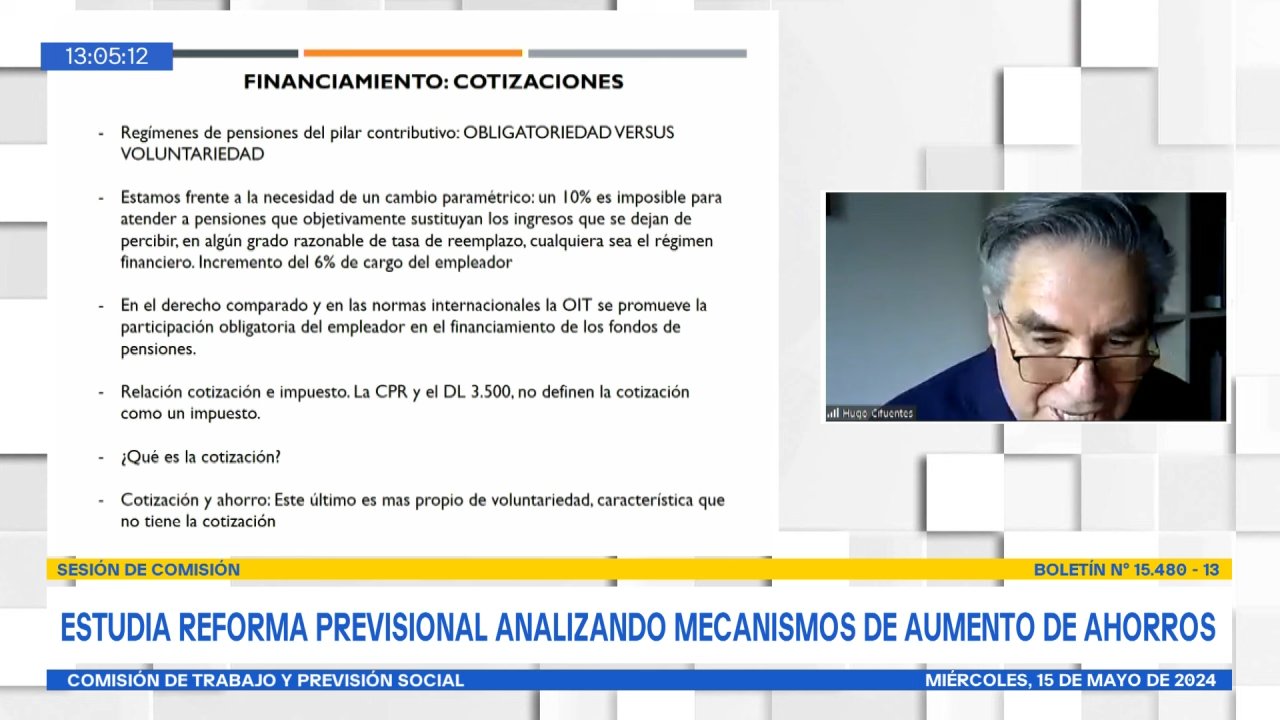 13:05:12
FINANCIAMIENTO: COTIZACIONES
- Regímenes de pensiones del pilar contributivo: OBLIGATORIEDAD VERSUS
VOLUNTARIEDAD
- Estamos frente a la necesidad de un cambio paramétrico: un 10% es imposible para
atender a pensiones que objetivamente sustituyan los ingresos que se dejan de
percibir, en algún grado razonable de tasa de reemplazo, cualquiera sea el régimen
financiero. Incremento del 6% de cargo del empleador
- En el derecho comparado y en las normas internacionales la OIT se promueve la
participación obligatoria del empleador en el financiamiento de los fondos de
pensiones.
- Relación cotización e impuesto. La CPR y el DL 3.500, no definen la cotización
como un impuesto.
- ¿Qué es la cotización?
- Cotización y ahorro: Este último es mas propio de voluntariedad, característica que
no tiene la cotización
Hugo Cifuentes
SESIÓN DE COMISIÓN
BOLETÍN N° 15.480 - 13
ESTUDIA REFORMA PREVISIONAL ANALIZANDO MECANISMOS DE AUMENTO DE AHORROS
COMISIÓN DE TRABAJO Y PREVISIÓN SOCIAL
MIÉRCOLES, 15 DE MAYO DE 2024